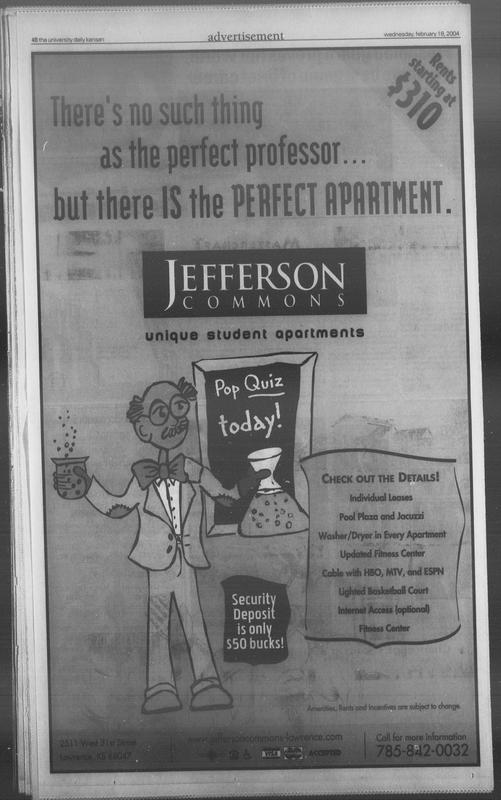 4B the university daily kansan
advertisement
wednesday, february 18, 2004
Rents
starting at
$310
There's no such thing
as the perfect professor...
but there IS the PERFECT APARTMENT.
JEFFERSON
COMMONS
unique student apartments
Pop Quiz
today!
CHECK OUT THE DETAILS!
Individual Leases
Pool Plaza and Jacuzzi
Washer/Dryer in Every Apartment
Updated Fitness Center
Cable with HBO, MTV, and ESPN
Lighted Basketball Court
Internet Access (optional)
Fitness Center
Security
Deposit
is only
$50 bucks!
Amenities, Rents and Incentives are subject to change.
2511 West 31st Street
Lawrence, KS 66047
www.jeffersoncommons-lawrence.com
VISA
ACCEPTED
Call for more information
785-842-0032